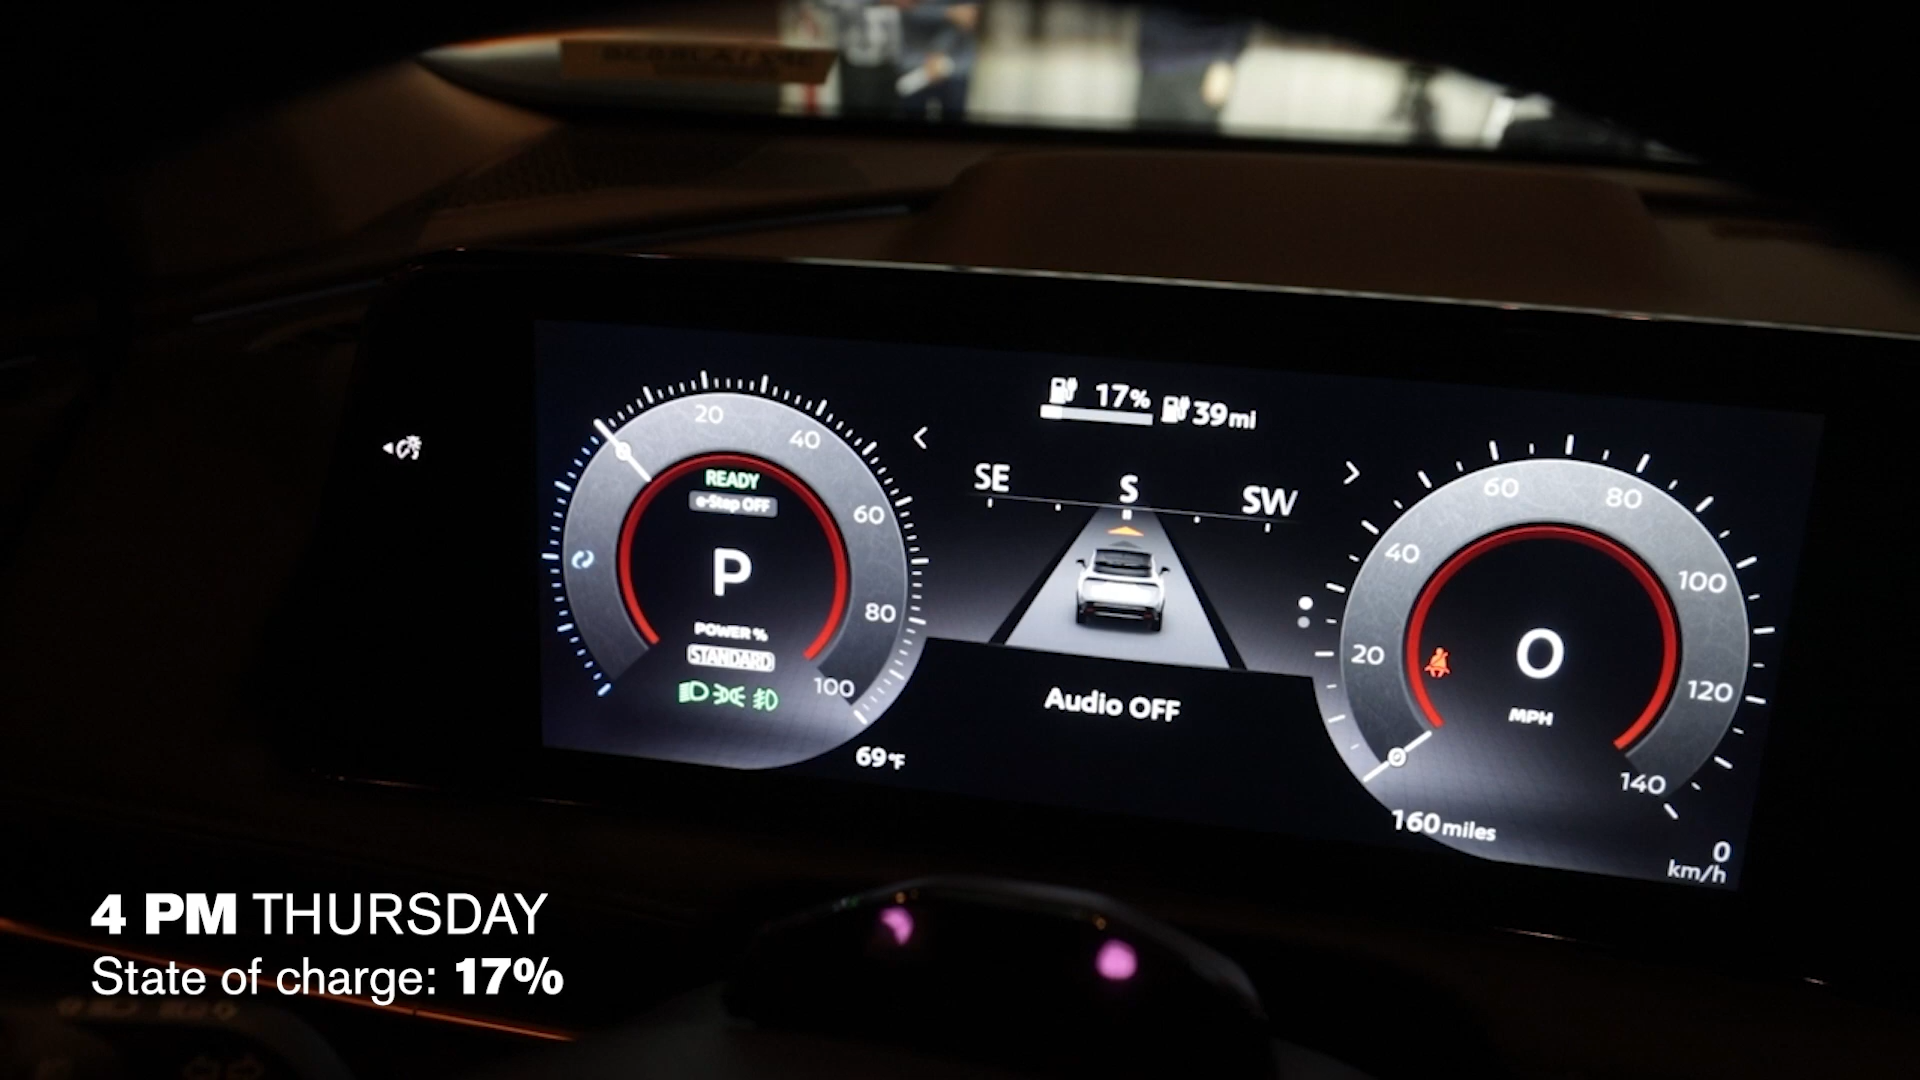 17% 39mi
SE S SW
20
40
60
80
100
READY
e-Step OFF
P
POWER %
STANDARD
69°F
Audio OFF
20
40
60
80
100
120
140
0
MPH
160 miles
0
km/h
4 PM THURSDAY
State of charge: 17%